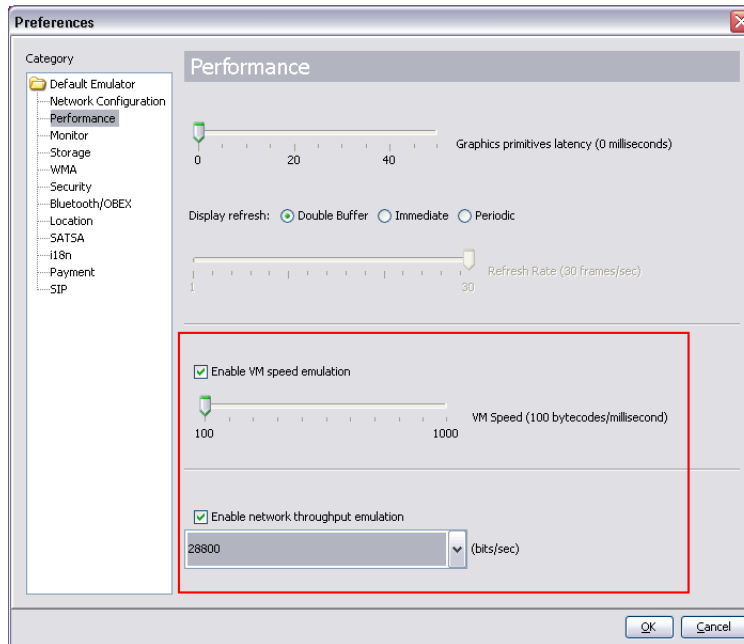 Preferences
Category
Default Emulator
Network Configuration
Performance
Monitor
Storage
WMA
Security
Bluetooth/OBEX
Location
SATSA
i18n
Payment
SIP
Performance
0 20 40
Graphics primitives latency (0 milliseconds)
Display refresh: Double Buffer Immediate Periodic
1 30
Refresh Rate (30 frames/sec)
Enable VM speed emulation
100 1000
VM Speed (100 bytecodes/millisecond)
Enable network throughput emulation
28800 (bits/sec)
OK Cancel